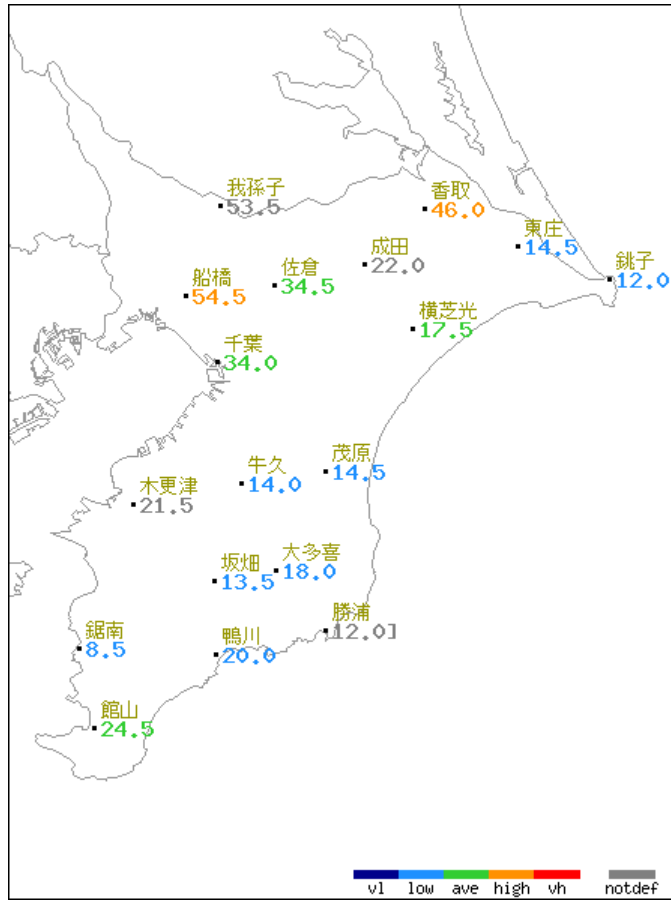 我孫子
53.5
香取
46.0
東庄
14.5
成田
22.0
銚子
12.0
船橋
54.5
佐倉
34.5
横芝光
17.5
千葉
34.0
茂原
14.5
牛久
14.0
木更津
21.5
大多喜
18.0
坂畑
13.5
勝浦
12.0]
鋸南
8.5
鴨川
20.0
館山
24.5
vl low ave high vh notdef